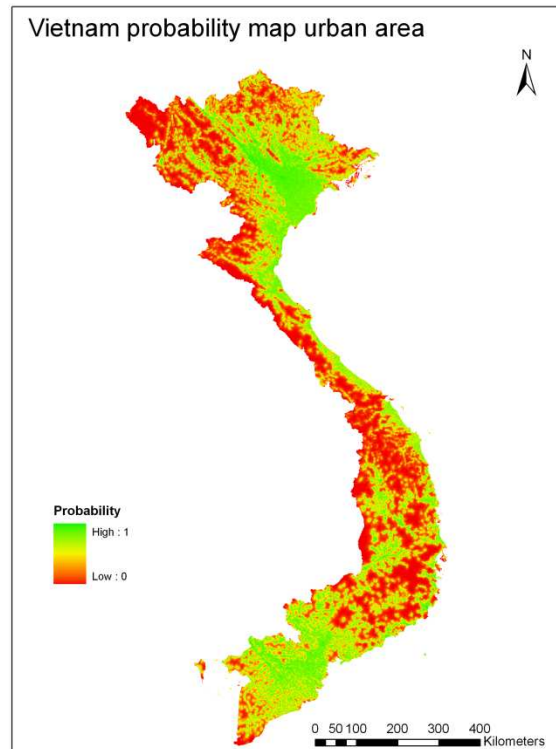 Vietnam probability map urban area
N
Probability
High : 1
Low : 0
0 50 100 200 300 400
Kilometers